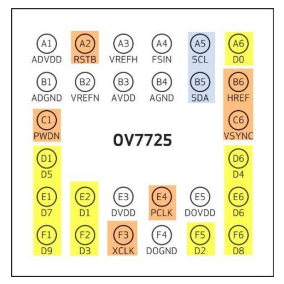 A1 A2 A3 A4 A5 A6
ADVDD RSTB VREFH FSIN SCL D0
B1 B2 B3 B4 B5 B6
ADGND VREFN AVDD AGND SDA HREF
C1 C6
PWDN VSYNC
OV7725
D1 D6
D5 D4
E1 E2 E3 E4 E5 E6
D7 D1 DVDD PCLK DOVDD D6
F1 F2 F3 F4 F5 F6
D9 D3 XCLK DOGND D2 D8